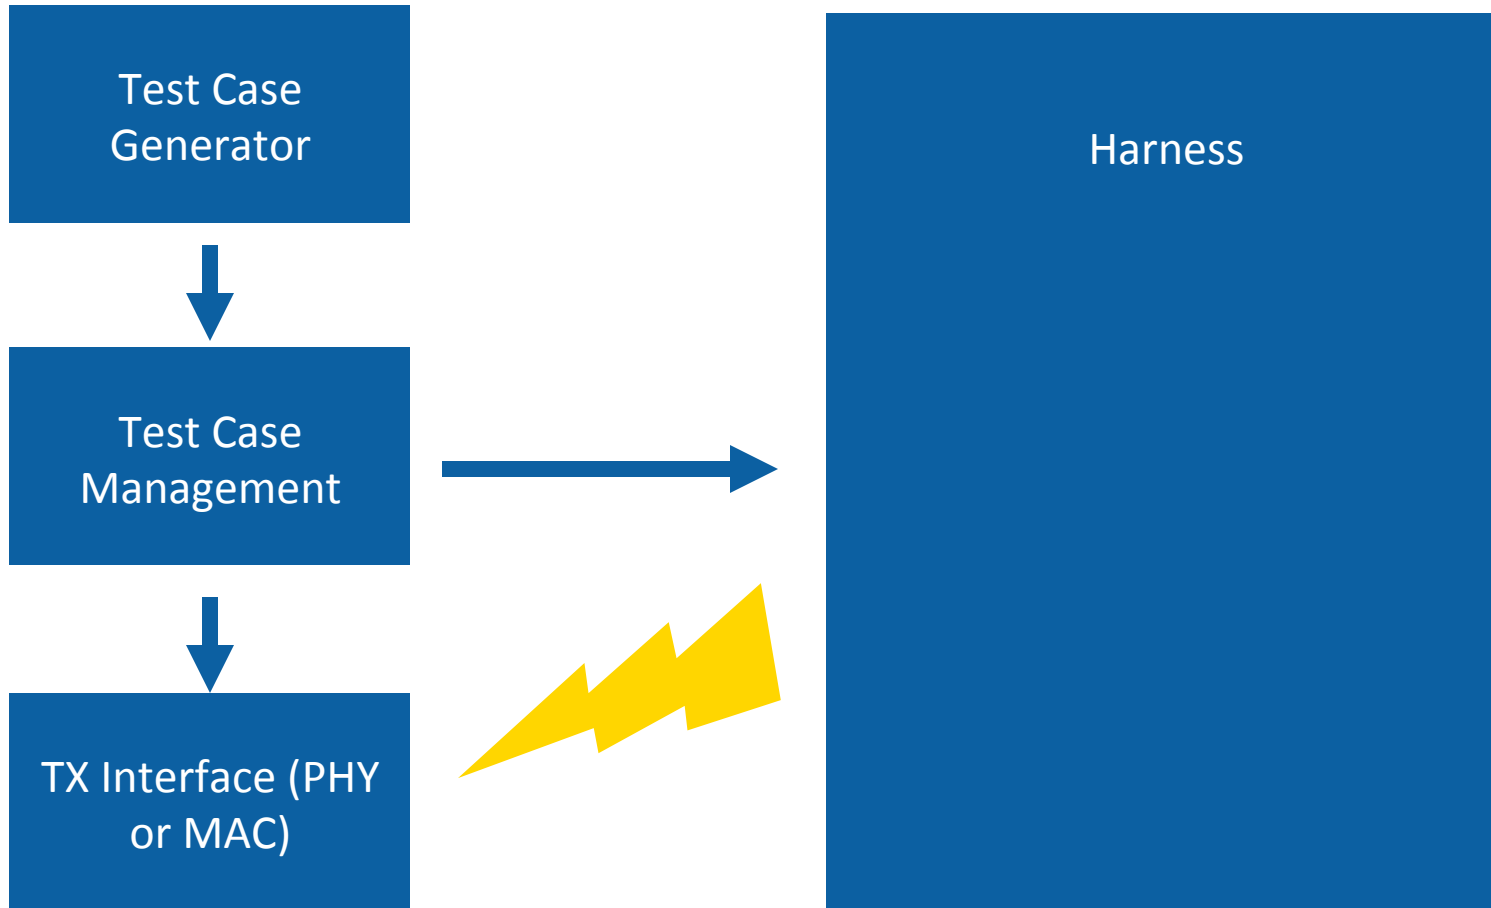 Test Case
Generator
Harness
Test Case
Management
TX Interface (PHY
or MAC)